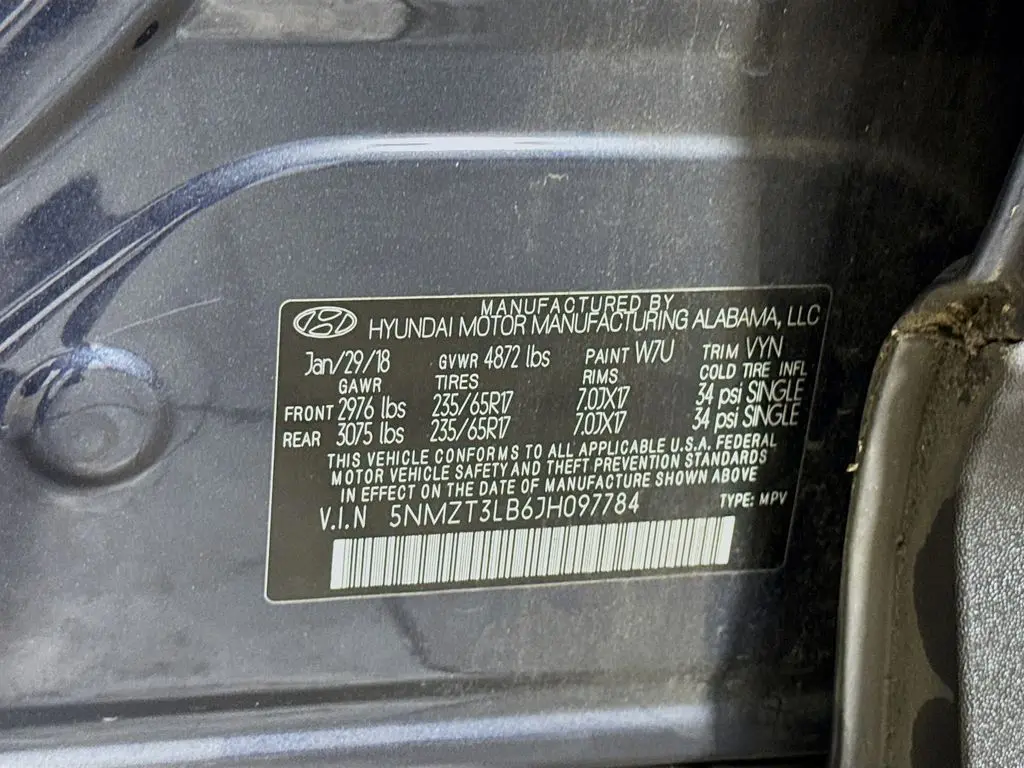 MANUFACTURED BY
HYUNDAI MOTOR MANUFACTURING ALABAMA, LLC
Jan/29/18 GVWR 4872 lbs PAINT W7U TRIM VYN
GAWR TIRES RIMS COLD TIRE INFL
FRONT 2976 lbs 235/65R17 7.0JX17 34 psi SINGLE
REAR 3075 lbs 235/65R17 7.0JX17 34 psi SINGLE
THIS VEHICLE CONFORMS TO ALL APPLICABLE U.S.A. FEDERAL
MOTOR VEHICLE SAFETY AND THEFT PREVENTION STANDARDS
IN EFFECT ON THE DATE OF MANUFACTURE SHOWN ABOVE
V.I.N 5NMZT3LB6JH097784 TYPE: MPV